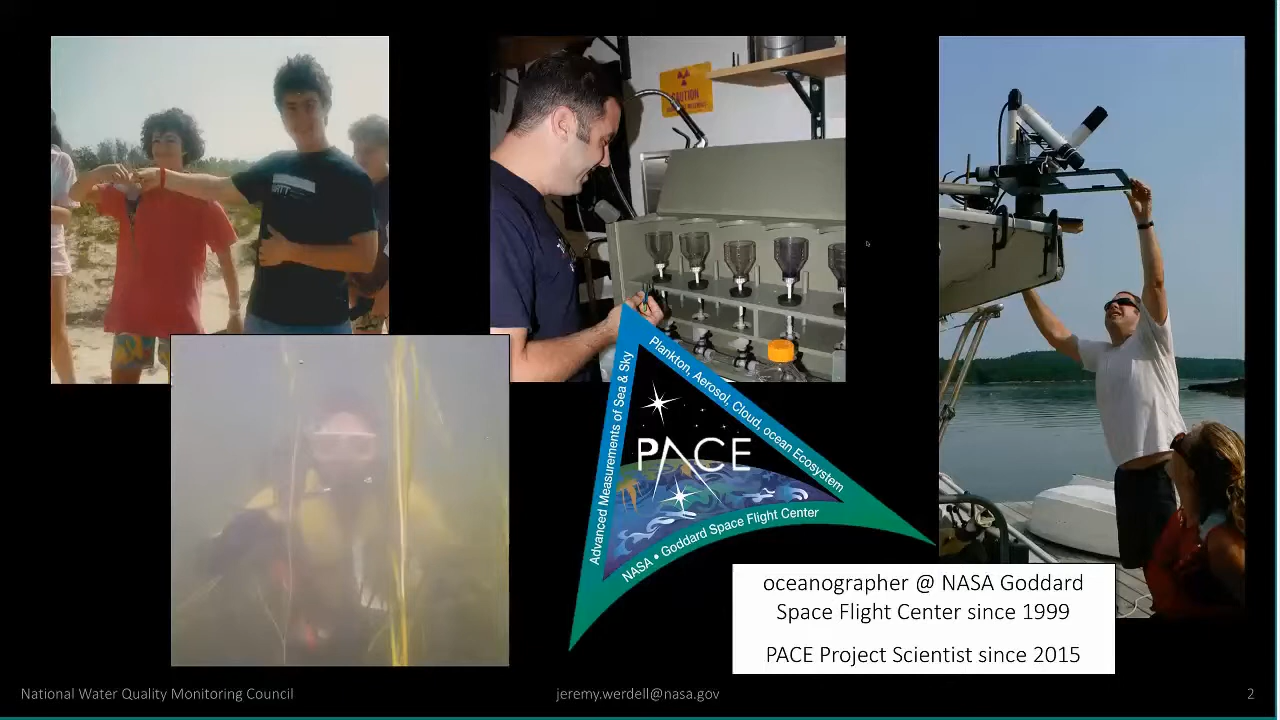 CAUTION
Advanced Measurements of Sea & Sky
Plankton, Aerosol, Cloud, ocean Ecosystem
PACE
NASA • Goddard Space Flight Center
oceanographer @ NASA Goddard
Space Flight Center since 1999
PACE Project Scientist since 2015
National Water Quality Monitoring Council
jeremy.werdell@nasa.gov
2